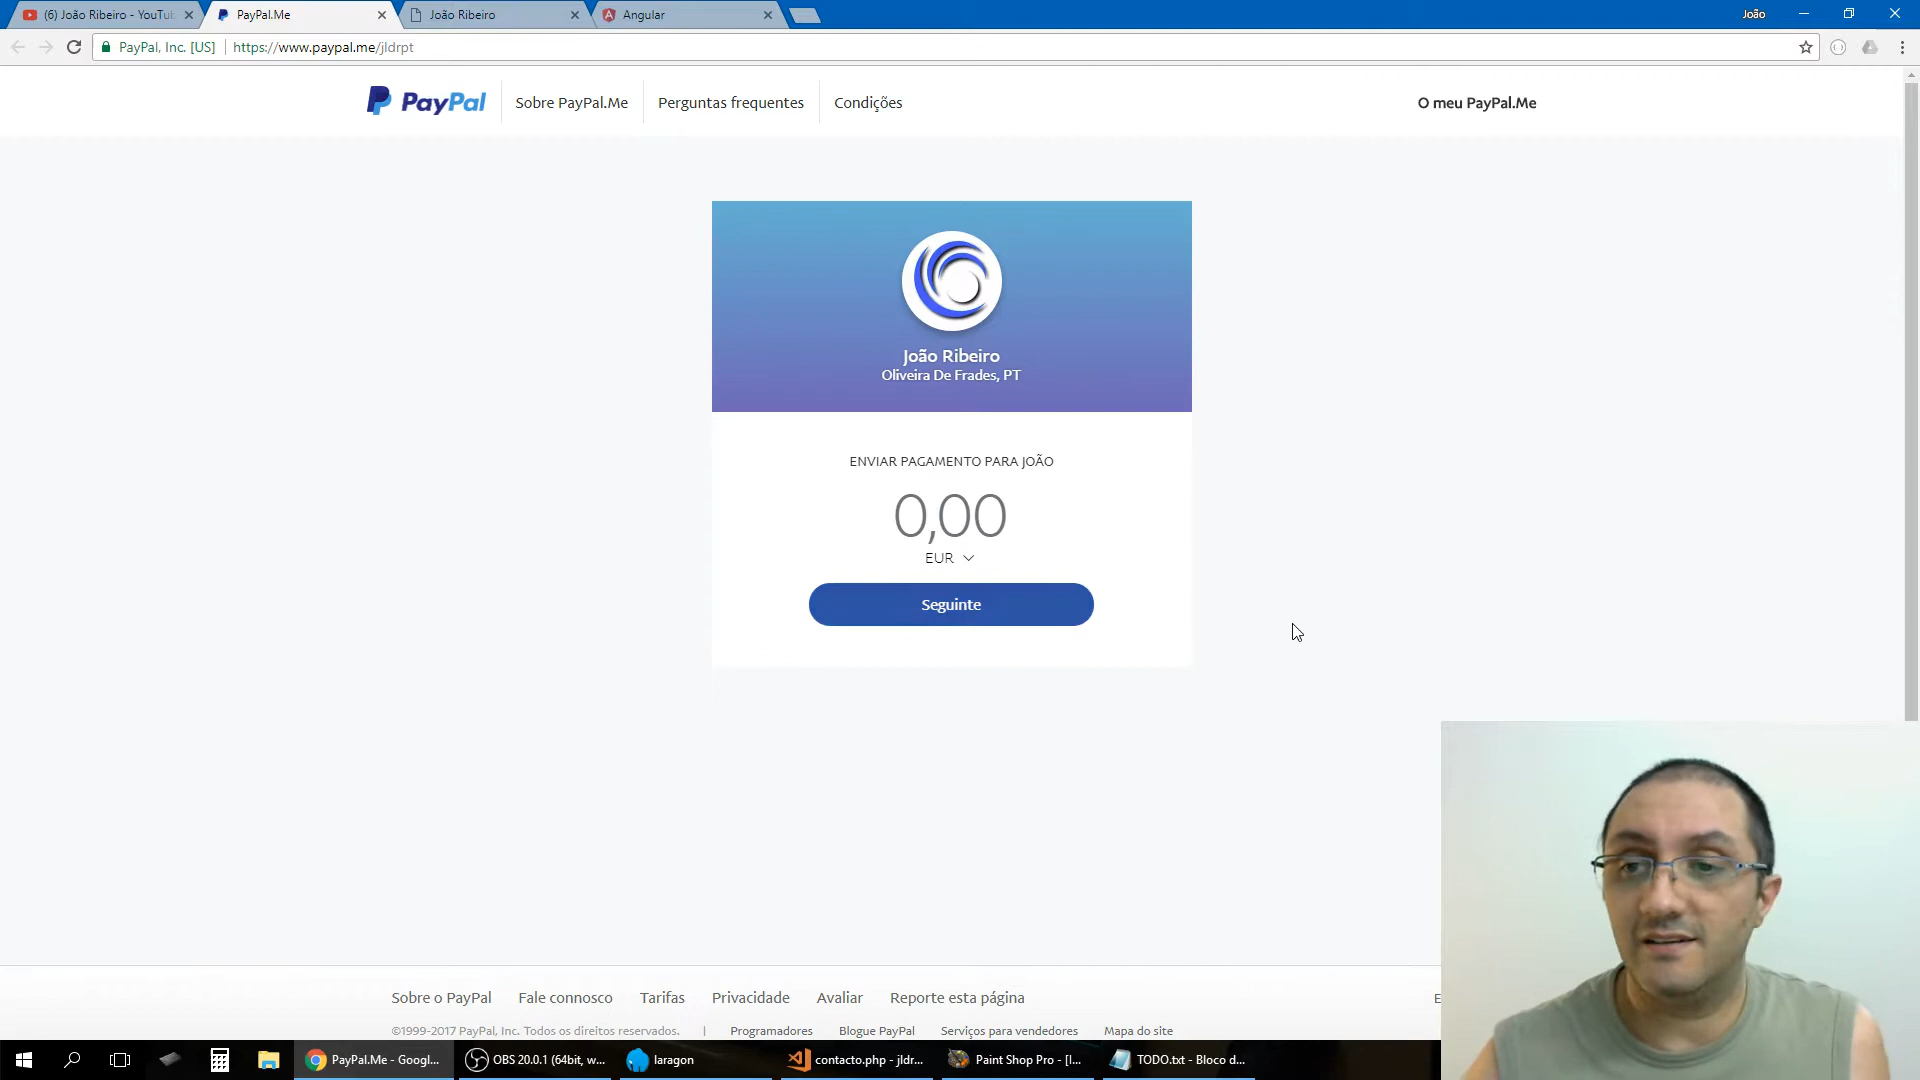 (6) João Ribeiro - YouTu
PayPal.Me
João Ribeiro
Angular
João
PayPal, Inc. [US]
https://www.paypal.me/jldrpt
PayPal
Sobre PayPal.Me
Perguntas frequentes
Condições
O meu PayPal.Me
João Ribeiro
Oliveira De Frades, PT
ENVIAR PAGAMENTO PARA JOÃO
0,00
EUR
Seguinte
Sobre o PayPal
Fale connosco
Tarifas
Privacidade
Avaliar
Reporte esta página
E
©1999-2017 PayPal, Inc. Todos os direitos reservados.
|
Programadores
Blogue PayPal
Serviços para vendedores
Mapa do site
PayPal.Me - Googl...
OBS 20.0.1 (64bit, w...
laragon
contacto.php - jldr...
Paint Shop Pro - [I...
TODO.txt - Bloco d...